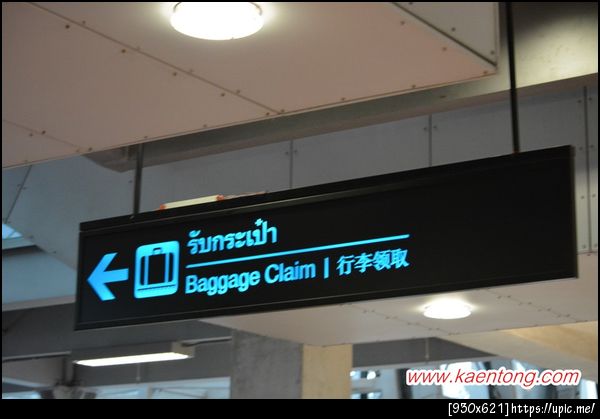 รับกระเป๋า
Baggage Claim | 行李领取
www.kaentong.com
[930x621]https://upic.me/